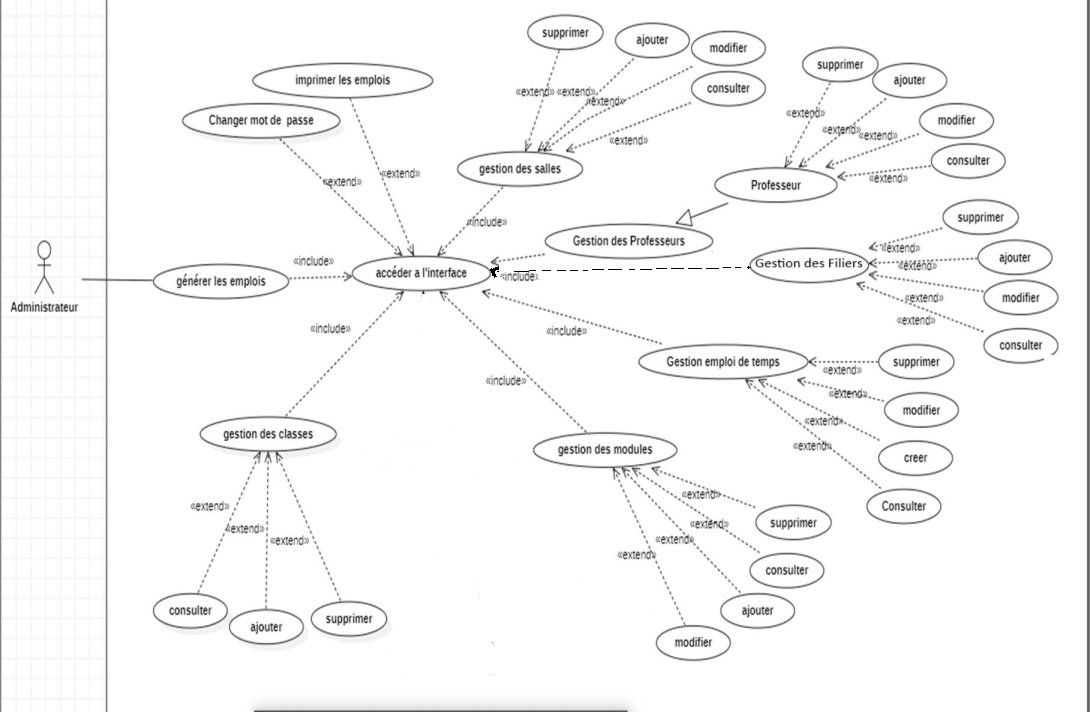 supprimer
ajouter
modifier
consulter
«extend»
«extend»
«extend»
«extend»
gestion des salles
«include»
imprimer les emplois
Changer mot de passe
«extend»
«extend»
supprimer
ajouter
modifier
consulter
«extend»
«extend»
«extend»
«extend»
Professeur
Gestion des Professeurs
«include»
supprimer
ajouter
modifier
consulter
«extend»
«extend»
«extend»
«extend»
Gestion des Filiers
Administrateur
générer les emplois
«include»
accéder a l'interface
«include»
«include»
«include»
Gestion emploi de temps
supprimer
modifier
creer
Consulter
«extend»
«extend»
«extend»
«extend»
gestion des classes
«extend»
«extend»
«extend»
consulter
ajouter
supprimer
gestion des modules
«extend»
«extend»
«extend»
«extend»
supprimer
consulter
ajouter
modifier